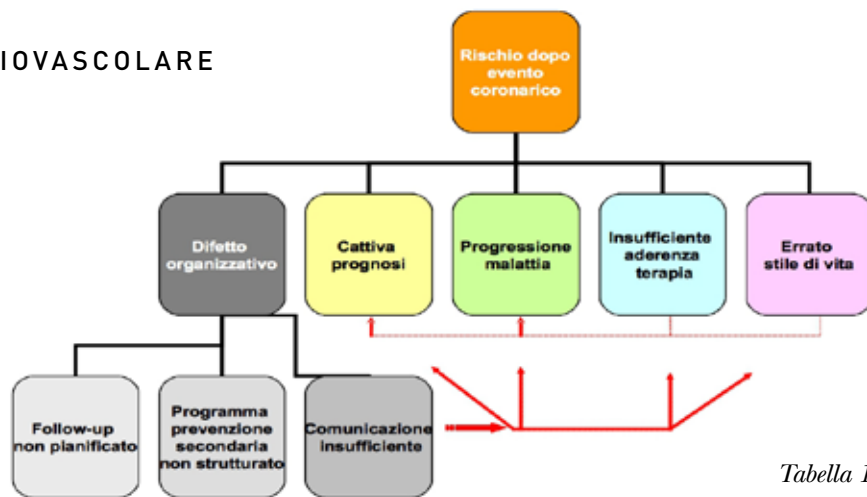 IOVASCOLARE
Rischio dopo
evento
coronarico
Difetto
organizzativo
Cattiva
prognosi
Progressione
malattia
Insufficiente
aderenza
terapia
Errato
stile di vita
Follow-up
non pianificato
Programma
prevenzione
secondaria
non strutturato
Comunicazione
insufficiente
Tabella 1